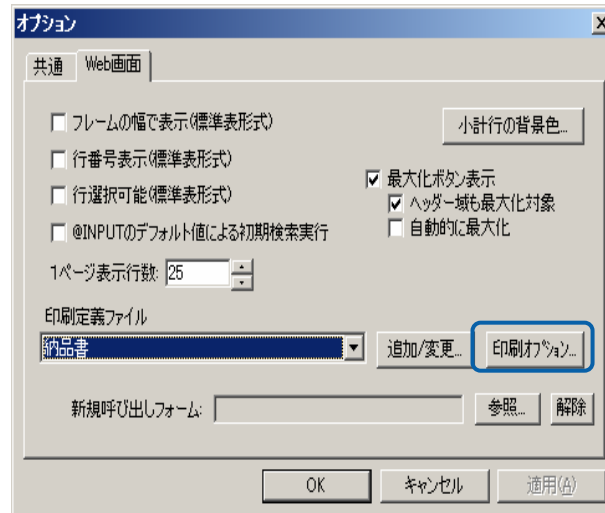 オプション
共通 Web画面
フレームの幅で表示(標準表形式)
小計行の背景色...
行番号表示(標準表形式)
最大化ボタン表示
行選択可能(標準表形式)
ヘッダー域も最大化対象
@INPUTのデフォルト値による初期検索実行
自動的に最大化
1ページ表示行数: 25
印刷定義ファイル
納品書 追加/変更... 印刷オプション...
新規呼び出しフォーム: 参照... 解除
OK キャンセル 適用(A)